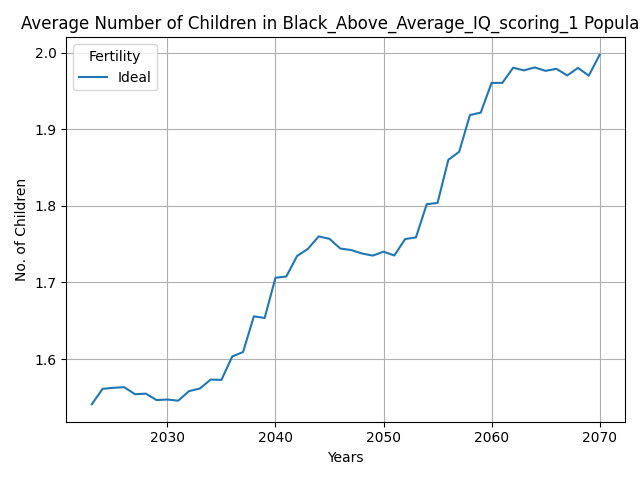 Average Number of Children in Black_Above_Average_IQ_scoring_1 Popula
Fertility
Ideal
2.0
1.9
1.8
1.7
1.6
No. of Children
2030 2040 2050 2060 2070
Years